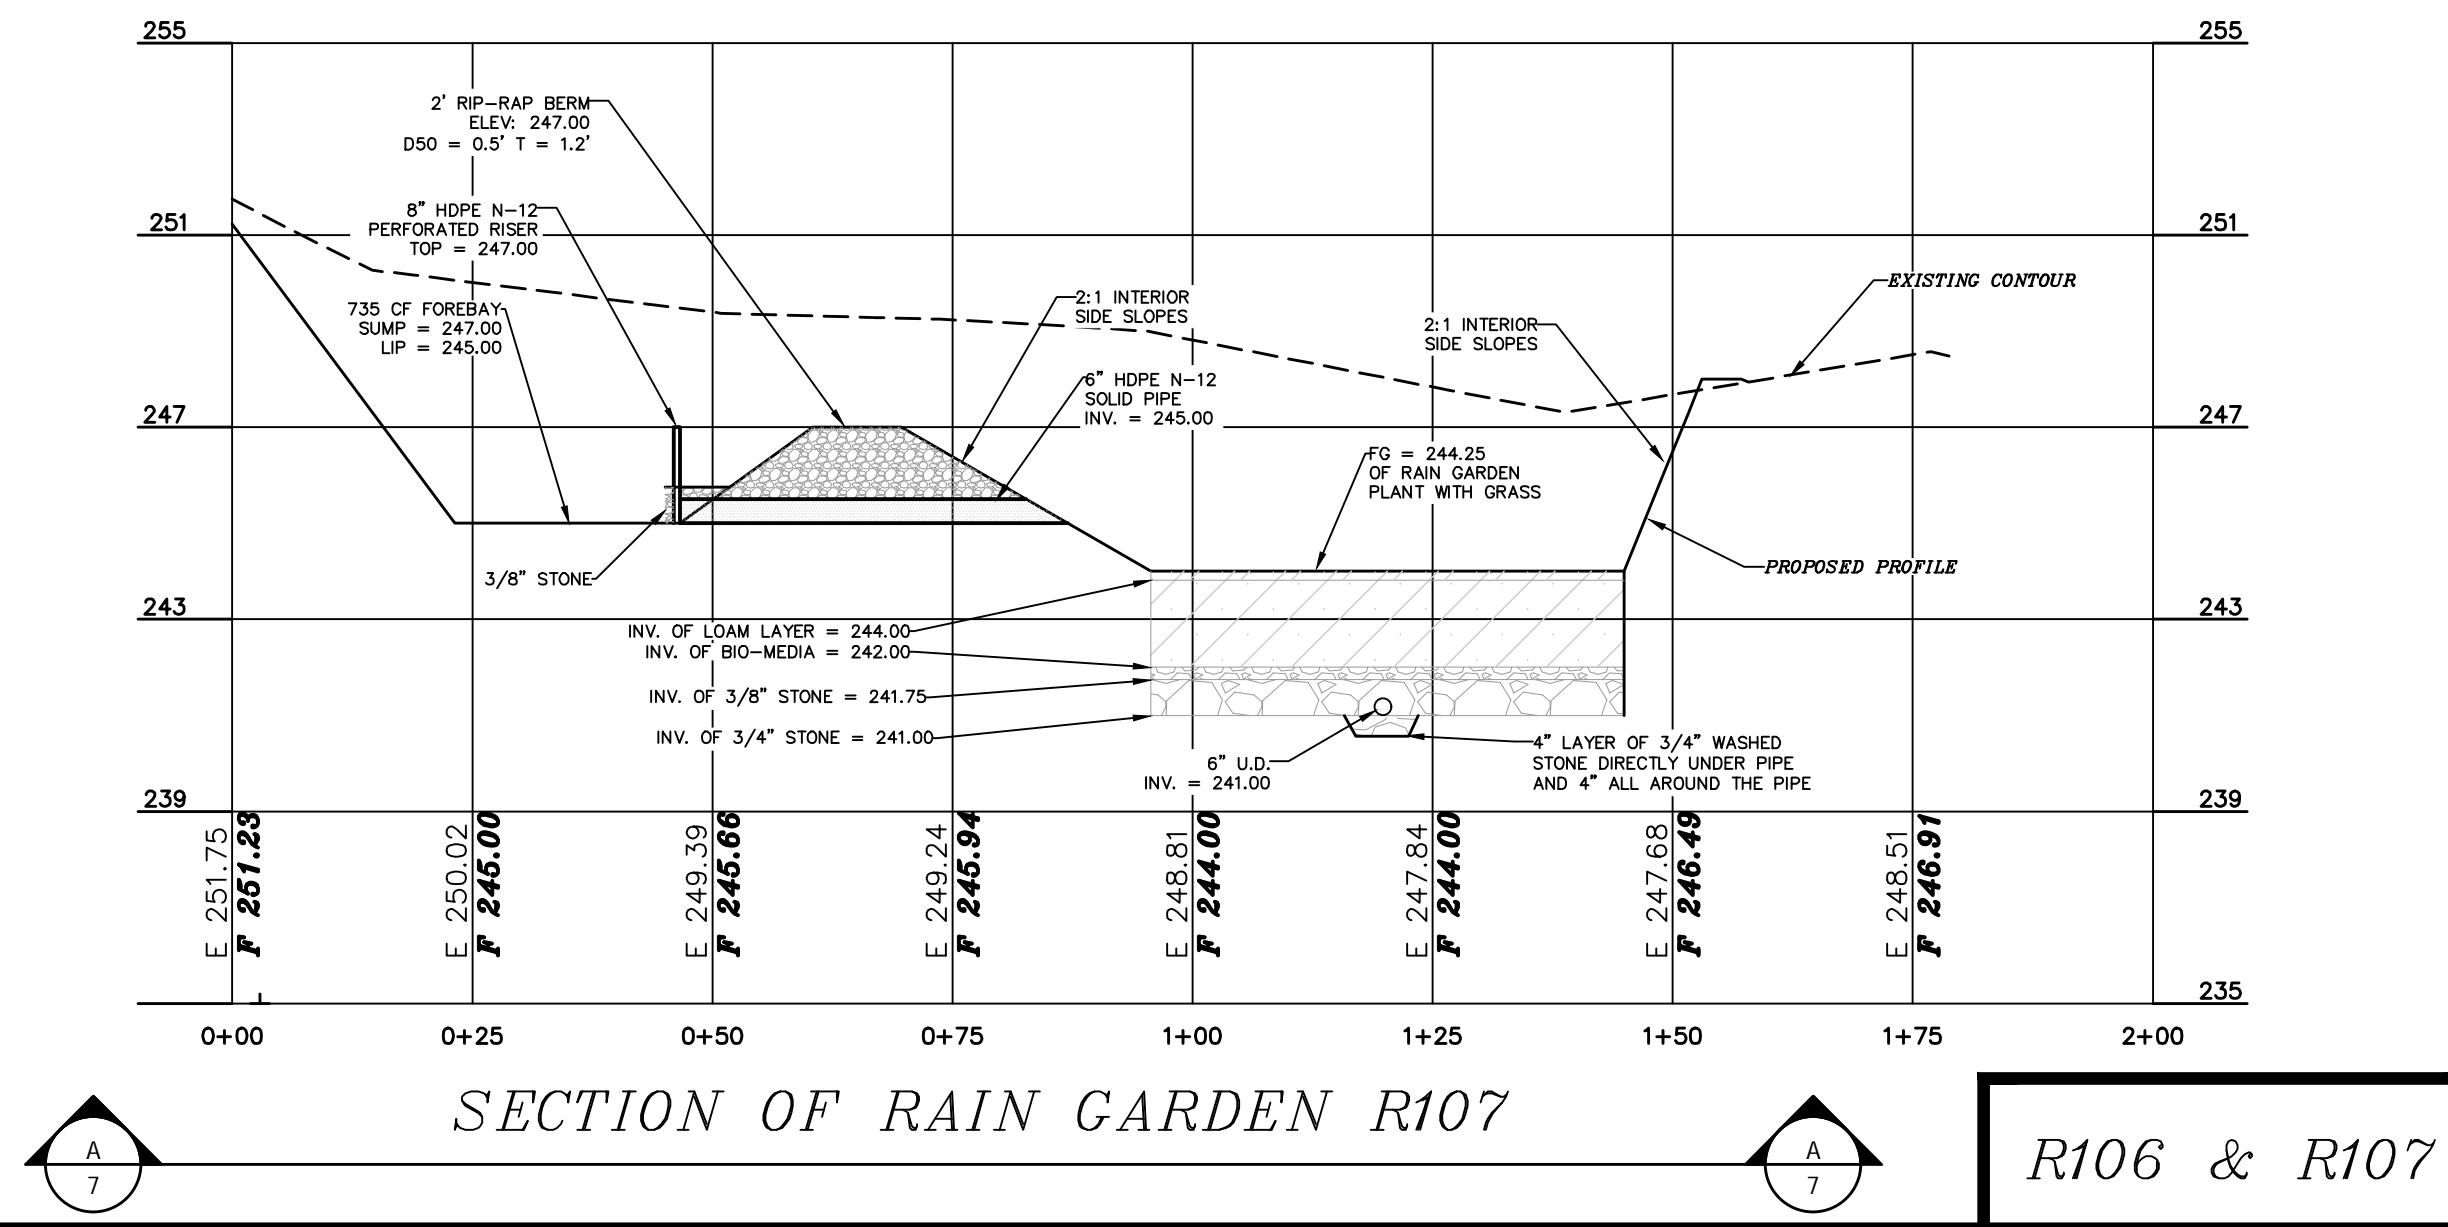 255
255
2' RIP-RAP BERM
ELEV: 247.00
D50 = 0.5' T = 1.2'
8" HDPE N-12
PERFORATED RISER
TOP = 247.00
251
251
735 CF FOREBAY
SUMP = 247.00
LIP = 245.00
2:1 INTERIOR
SIDE SLOPES
2:1 INTERIOR
SIDE SLOPES
EXISTING CONTOUR
6" HDPE N-12
SOLID PIPE
INV. = 245.00
247
247
FG = 244.25
OF RAIN GARDEN
PLANT WITH GRASS
3/8" STONE
PROPOSED PROFILE
243
243
INV. OF LOAM LAYER = 244.00
INV. OF BIO-MEDIA = 242.00
INV. OF 3/8" STONE = 241.75
INV. OF 3/4" STONE = 241.00
6" U.D.
INV. = 241.00
4" LAYER OF 3/4" WASHED
STONE DIRECTLY UNDER PIPE
AND 4" ALL AROUND THE PIPE
239
239
E 251.75
F 251.23
E 250.02
F 245.00
E 249.39
F 245.66
E 249.24
F 245.94
E 248.81
F 244.00
E 247.84
F 244.00
E 247.68
F 246.49
E 248.51
F 246.91
235
0+00
0+25
0+50
0+75
1+00
1+25
1+50
1+75
2+00
SECTION OF RAIN GARDEN R107
A
7
A
7
R106 & R107